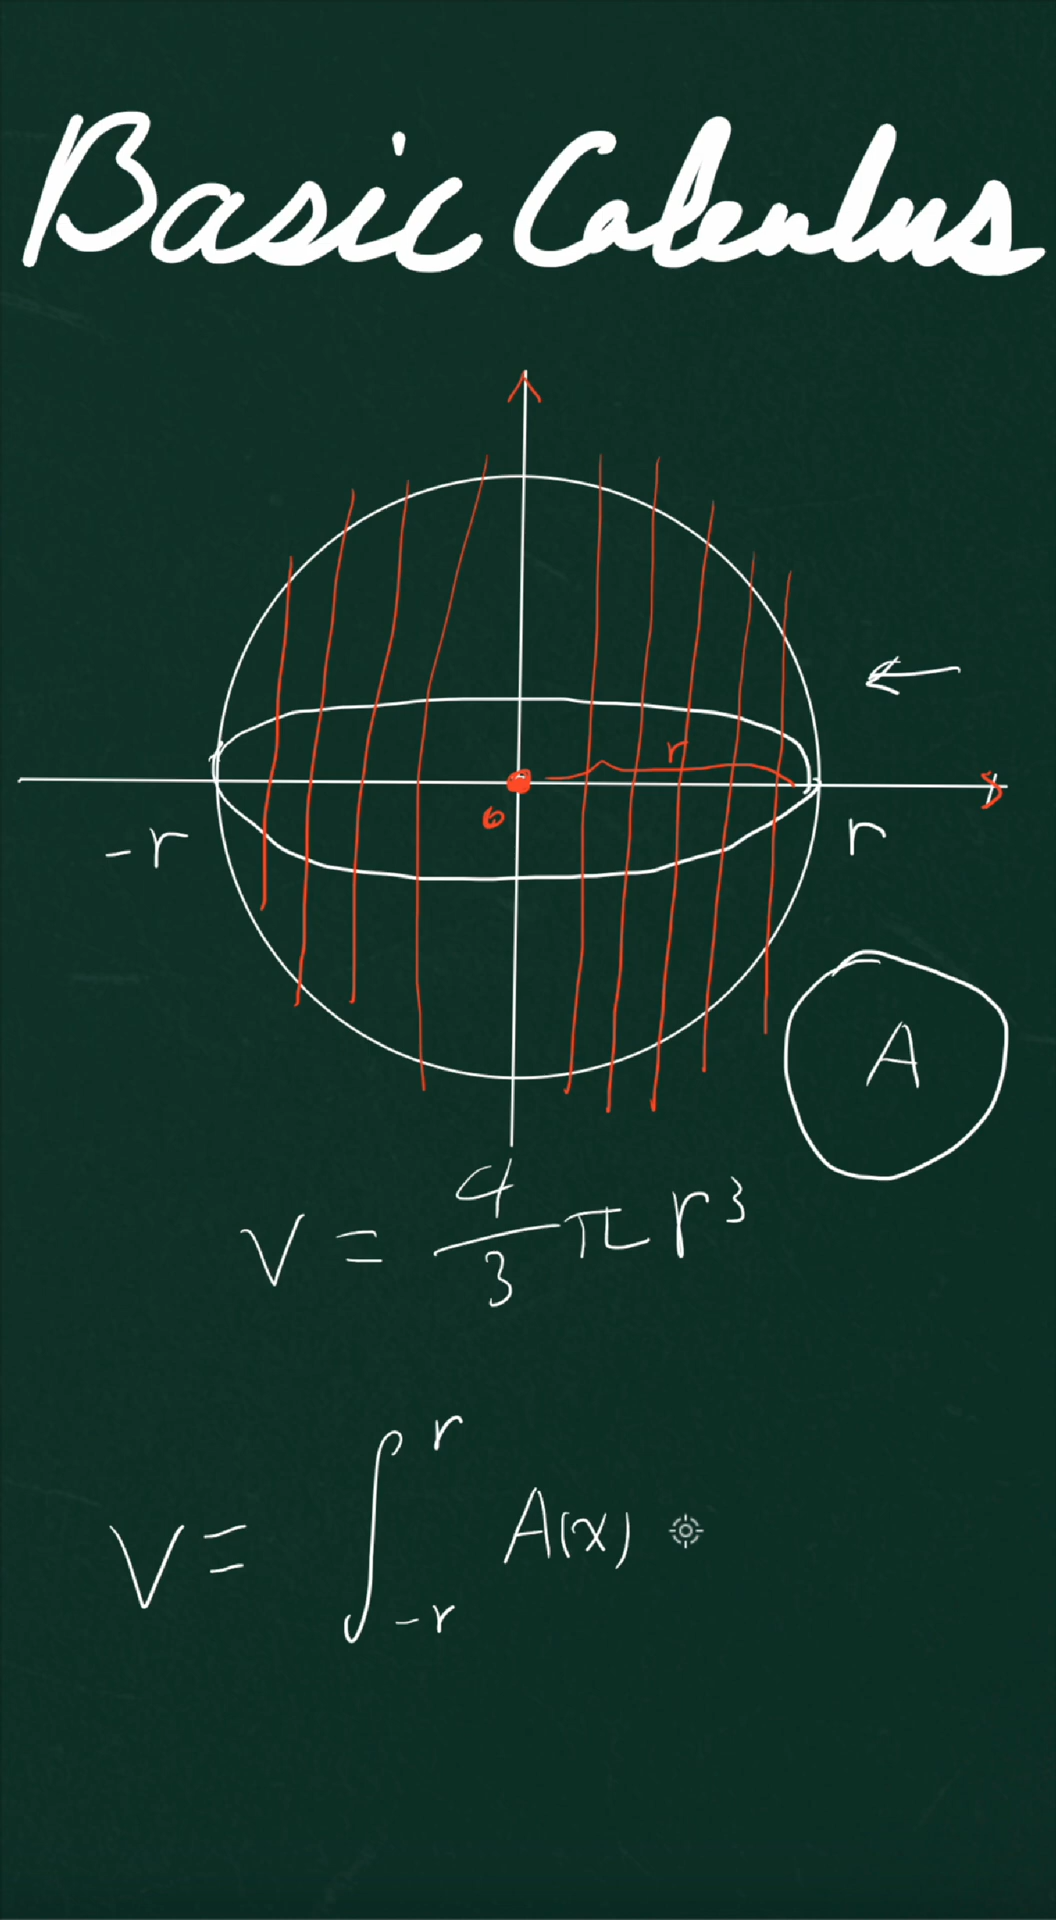 Basic Calculus
r
0
-r
r
A
V = 4/3 πr³
V = ∫_{-r}^{r} A(x)